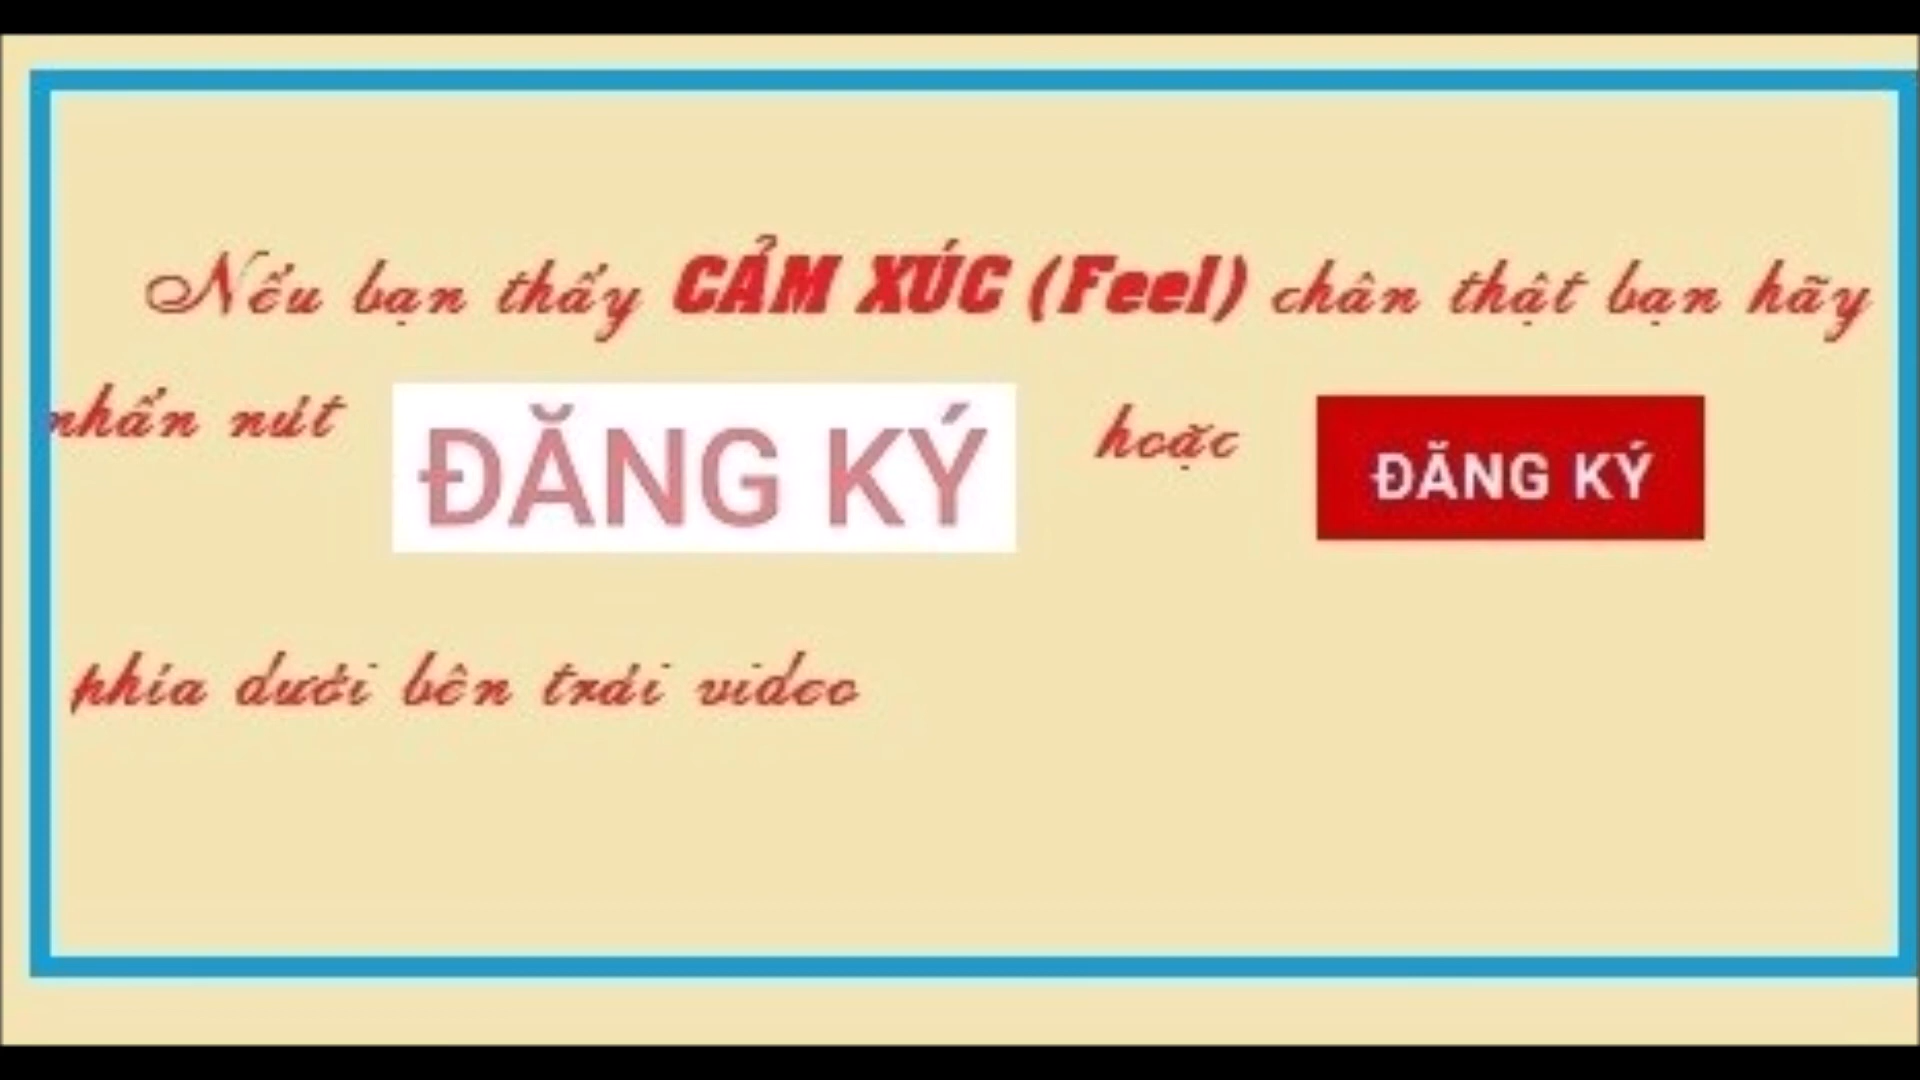 Nếu bạn thấy CẢM XÚC (Feel) chân thật bạn hãy
nhấn nút ĐĂNG KÝ hoặc ĐĂNG KÝ
phía dưới bên trái video